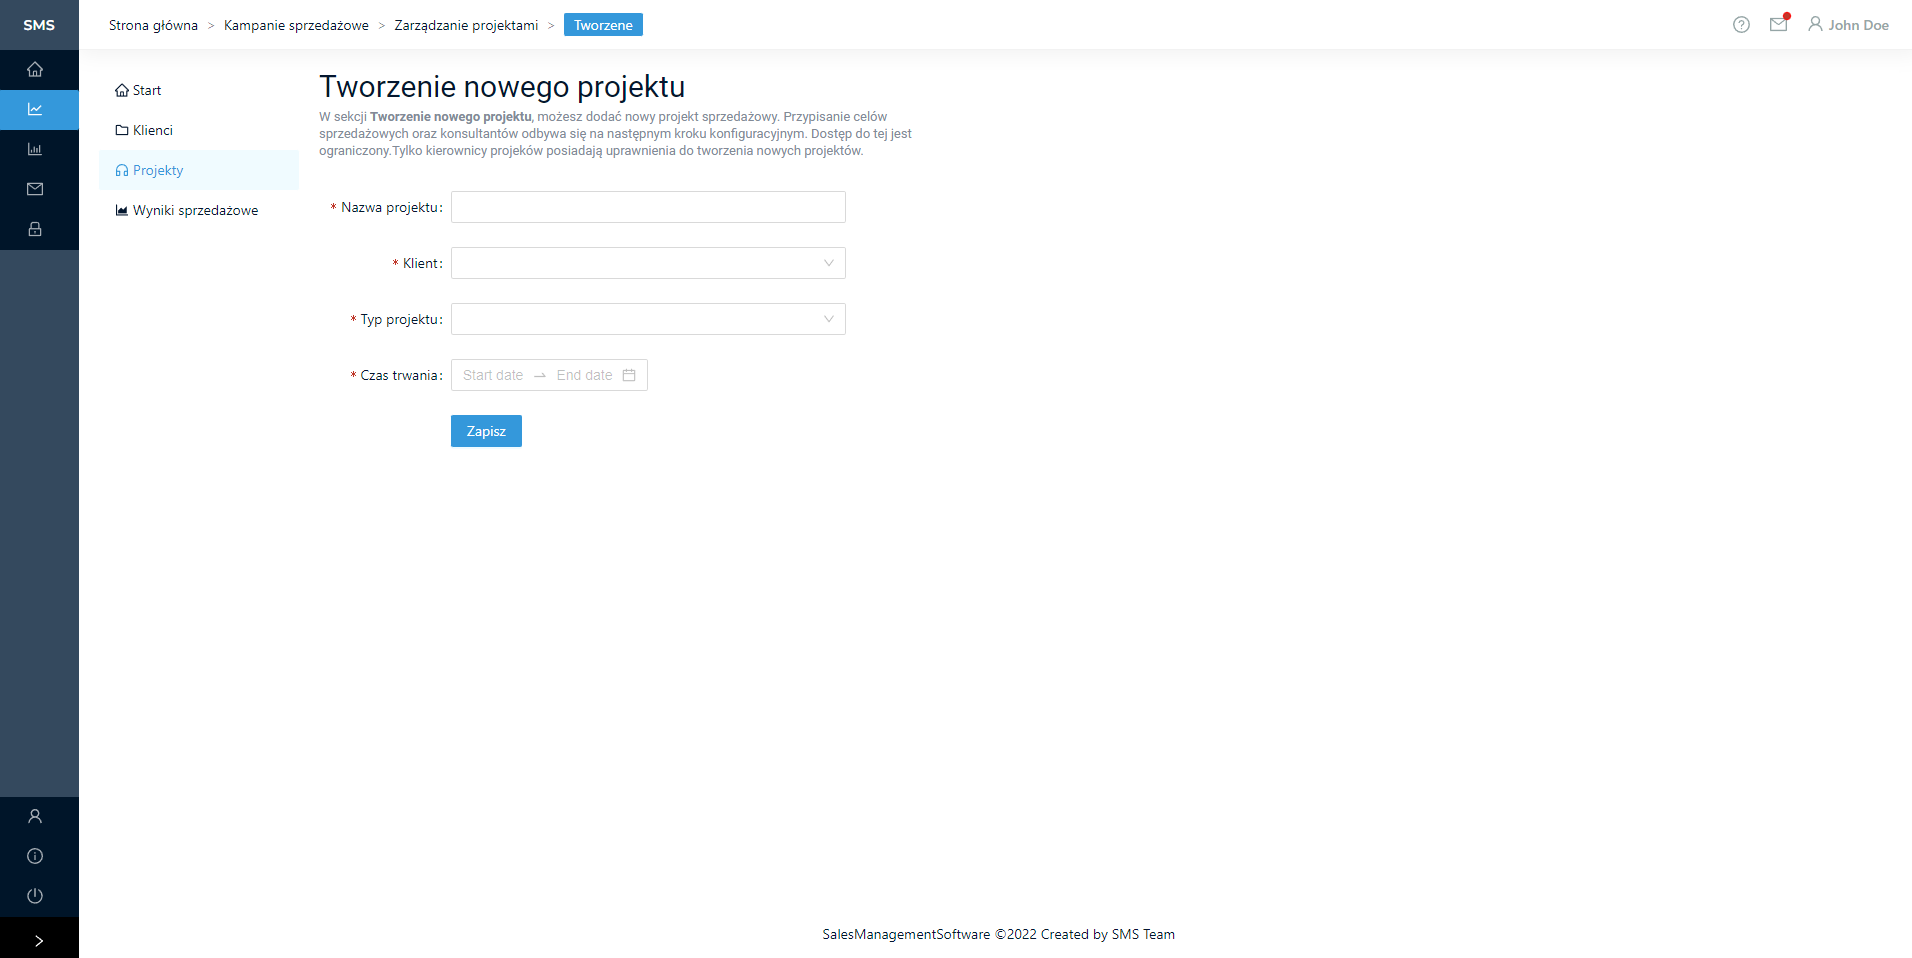 SMS
Strona główna > Kampanie sprzedażowe > Zarządzanie projektami > Tworzene
John Doe
Start
Klienci
Projekty
Wyniki sprzedażowe
Tworzenie nowego projektu
W sekcji Tworzenie nowego projektu, możesz dodać nowy projekt sprzedażowy. Przypisanie celów
sprzedażowych oraz konsultantów odbywa się na następnym kroku konfiguracyjnym. Dostęp do tej jest
ograniczony.Tylko kierownicy projeków posiadają uprawnienia do tworzenia nowych projektów.
* Nazwa projektu:
* Klient:
* Typ projektu:
* Czas trwania: Start date → End date
Zapisz
SalesManagementSoftware ©2022 Created by SMS Team